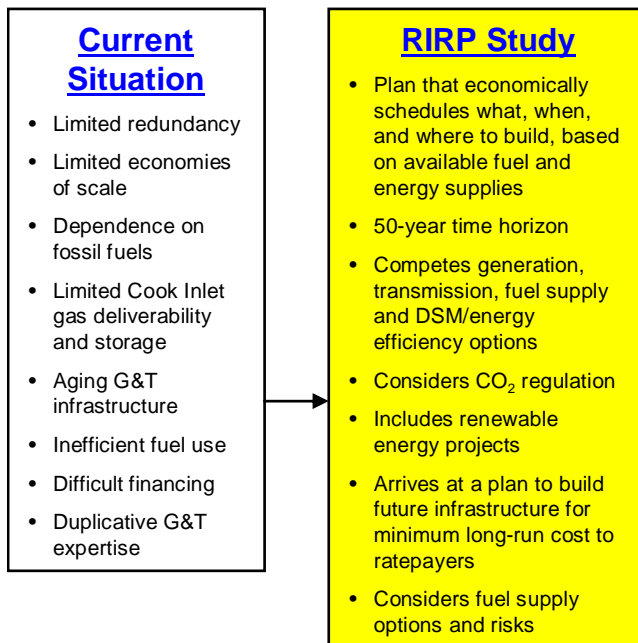 Current
Situation
• Limited redundancy
• Limited economies
of scale
• Dependence on
fossil fuels
• Limited Cook Inlet
gas deliverability
and storage
• Aging G&T
infrastructure
• Inefficient fuel use
• Difficult financing
• Duplicative G&T
expertise
RIRP Study
• Plan that economically
schedules what, when,
and where to build, based
on available fuel and
energy supplies
• 50-year time horizon
• Competes generation,
transmission, fuel supply
and DSM/energy
efficiency options
• Considers CO₂ regulation
• Includes renewable
energy projects
• Arrives at a plan to build
future infrastructure for
minimum long-run cost to
ratepayers
• Considers fuel supply
options and risks